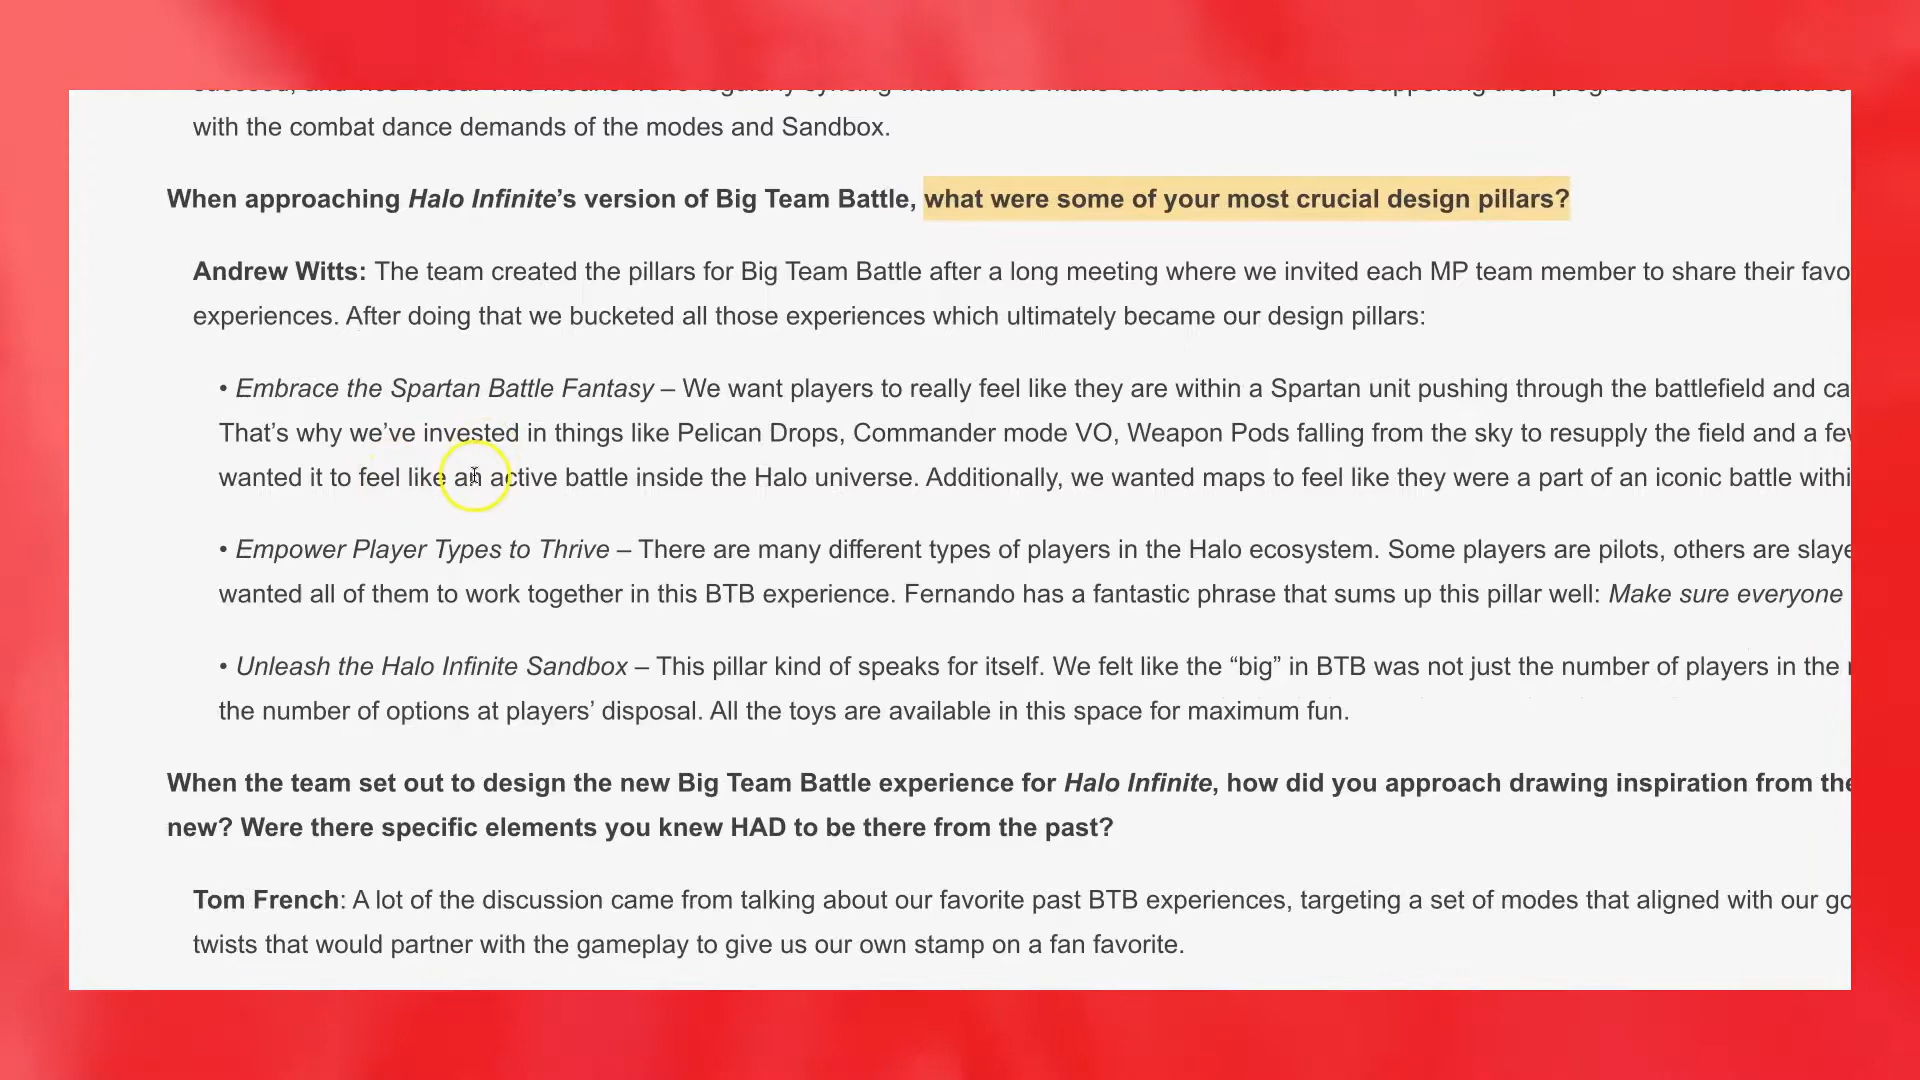 with the combat dance demands of the modes and Sandbox.
When approaching Halo Infinite’s version of Big Team Battle, what were some of your most crucial design pillars?
Andrew Witts: The team created the pillars for Big Team Battle after a long meeting where we invited each MP team member to share their favo
experiences. After doing that we bucketed all those experiences which ultimately became our design pillars:
• Embrace the Spartan Battle Fantasy – We want players to really feel like they are within a Spartan unit pushing through the battlefield and ca
That’s why we’ve invested in things like Pelican Drops, Commander mode VO, Weapon Pods falling from the sky to resupply the field and a few
wanted it to feel like an active battle inside the Halo universe. Additionally, we wanted maps to feel like they were a part of an iconic battle withi
• Empower Player Types to Thrive – There are many different types of players in the Halo ecosystem. Some players are pilots, others are slaye
wanted all of them to work together in this BTB experience. Fernando has a fantastic phrase that sums up this pillar well: Make sure everyone
• Unleash the Halo Infinite Sandbox – This pillar kind of speaks for itself. We felt like the “big” in BTB was not just the number of players in the
the number of options at players’ disposal. All the toys are available in this space for maximum fun.
When the team set out to design the new Big Team Battle experience for Halo Infinite, how did you approach drawing inspiration from the
new? Were there specific elements you knew HAD to be there from the past?
Tom French: A lot of the discussion came from talking about our favorite past BTB experiences, targeting a set of modes that aligned with our go
twists that would partner with the gameplay to give us our own stamp on a fan favorite.